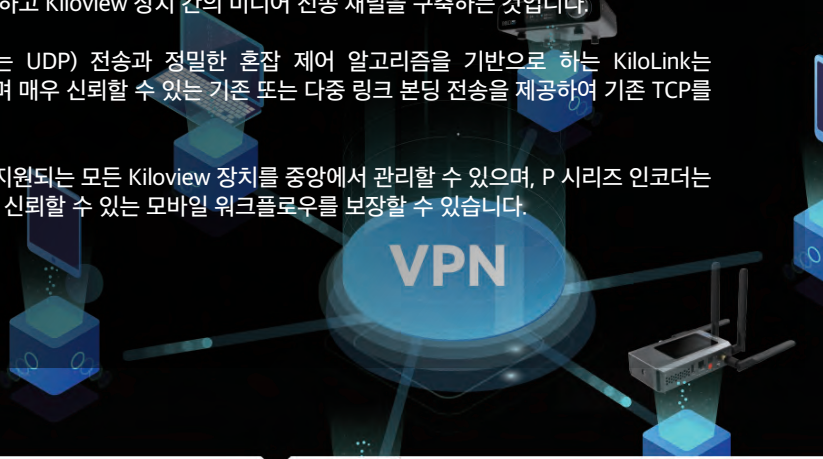 하고 Kiloview 장치 간의 미디어 전송 채널을 구축하는 것입니다.
는 UDP) 전송과 정밀한 혼잡 제어 알고리즘을 기반으로 하는 KiloLink는
며 매우 신뢰할 수 있는 기존 또는 다중 링크 본딩 전송을 제공하여 기존 TCP를
지원되는 모든 Kiloview 장치를 중앙에서 관리할 수 있으며, P 시리즈 인코더는
신뢰할 수 있는 모바일 워크플로우를 보장할 수 있습니다.
VPN